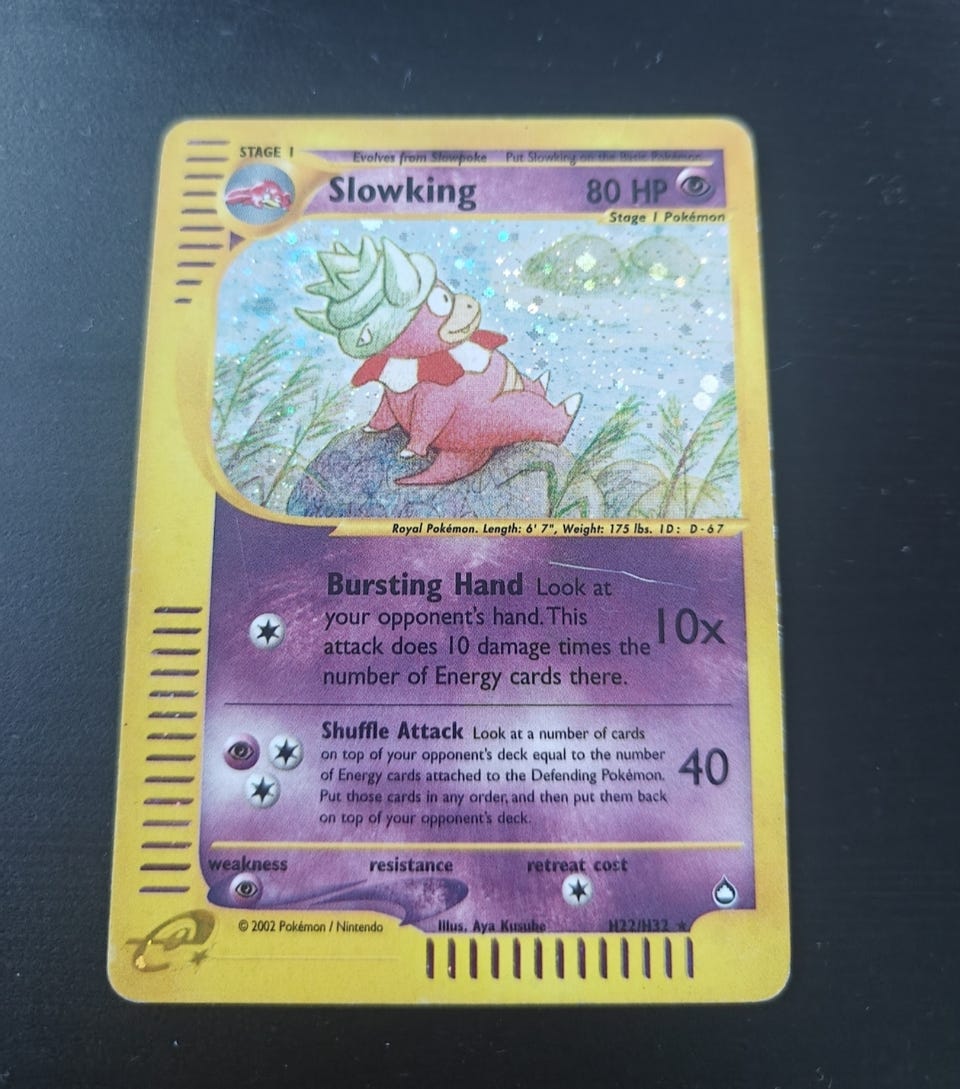 STAGE 1
Evolves from Slowpoke Put Slowking on the Basic Pokémon
Slowking 80 HP
Stage 1 Pokémon
Royal Pokémon. Length: 6' 7", Weight: 175 lbs. ID: D-67
Bursting Hand Look at
your opponent's hand. This
attack does 10 damage times the
number of Energy cards there.
10x
Shuffle Attack Look at a number of cards
on top of your opponent's deck equal to the number
of Energy cards attached to the Defending Pokémon.
Put those cards in any order, and then put them back
on top of your opponent's deck.
40
weakness resistance retreat cost
© 2002 Pokémon / Nintendo Illus. Aya Kusube H22/H32 ★
e